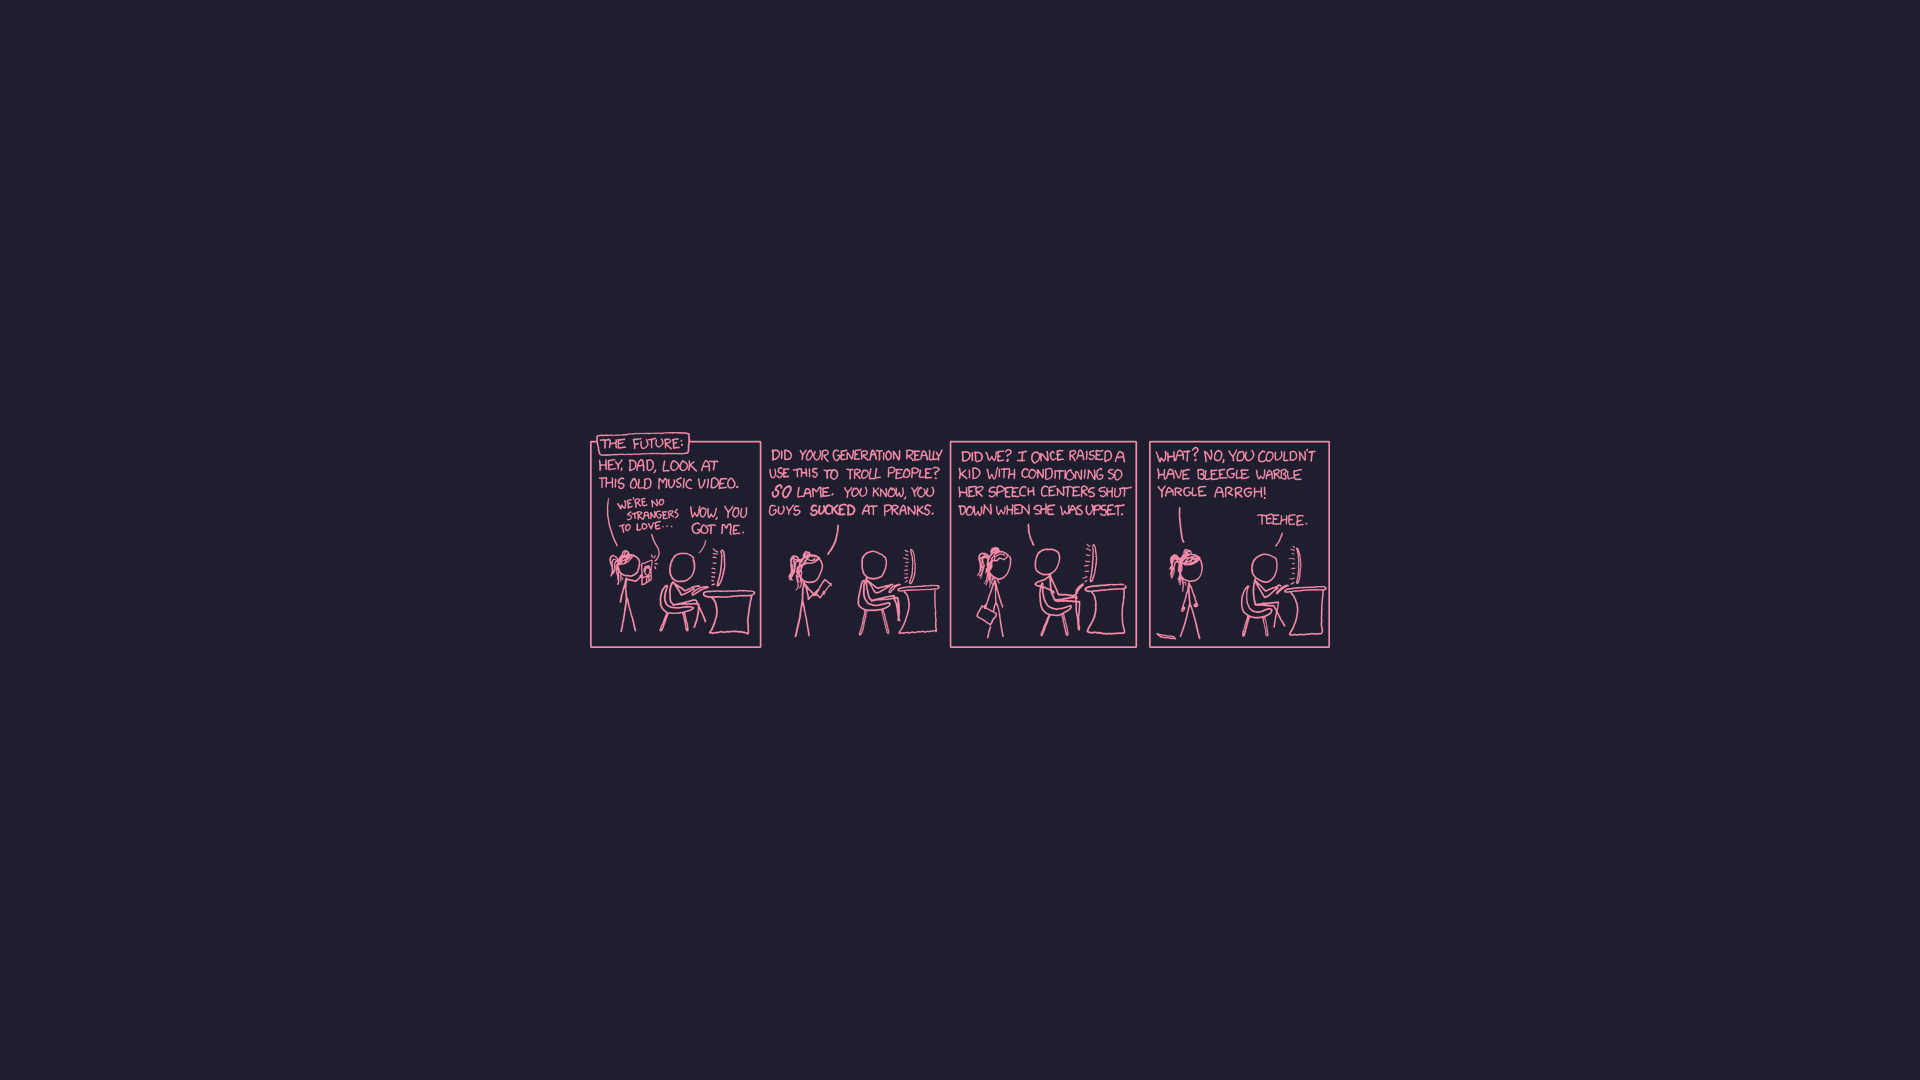 THE FUTURE:
HEY, DAD, LOOK AT
THIS OLD MUSIC VIDEO.
WE'RE NO
STRANGERS
TO LOVE...
WOW, YOU
GOT ME.
DID YOUR GENERATION REALLY
USE THIS TO TROLL PEOPLE?
SO LAME. YOU KNOW, YOU
GUYS SUCKED AT PRANKS.
DID WE? I ONCE RAISED A
KID WITH CONDITIONING SO
HER SPEECH CENTERS SHUT
DOWN WHEN SHE WAS UPSET.
WHAT? NO, YOU COULDN'T
HAVE BLEEGLE WARBLE
YARGLE ARRGH!
TEEHEE.